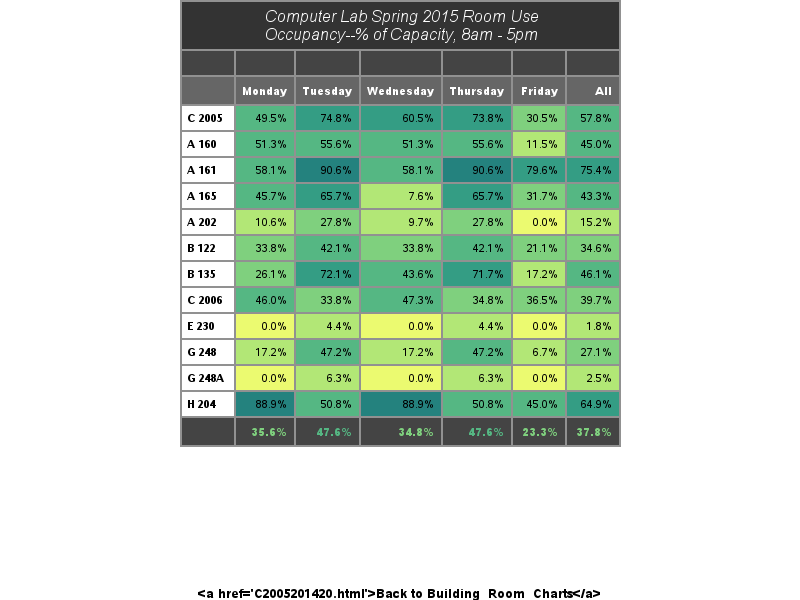 Computer Lab Spring 2015 Room Use
Occupancy--% of Capacity, 8am - 5pm
Monday Tuesday Wednesday Thursday Friday All
C 2005 49.5% 74.8% 60.5% 73.8% 30.5% 57.8%
A 160 51.3% 55.6% 51.3% 55.6% 11.5% 45.0%
A 161 58.1% 90.6% 58.1% 90.6% 79.6% 75.4%
A 165 45.7% 65.7% 7.6% 65.7% 31.7% 43.3%
A 202 10.6% 27.8% 9.7% 27.8% 0.0% 15.2%
B 122 33.8% 42.1% 33.8% 42.1% 21.1% 34.6%
B 135 26.1% 72.1% 43.6% 71.7% 17.2% 46.1%
C 2006 46.0% 33.8% 47.3% 34.8% 36.5% 39.7%
E 230 0.0% 4.4% 0.0% 4.4% 0.0% 1.8%
G 248 17.2% 47.2% 17.2% 47.2% 6.7% 27.1%
G 248A 0.0% 6.3% 0.0% 6.3% 0.0% 2.5%
H 204 88.9% 50.8% 88.9% 50.8% 45.0% 64.9%
35.6% 47.6% 34.8% 47.6% 23.3% 37.8%
<a href='C2005201420.html'>Back to Building Room Charts</a>